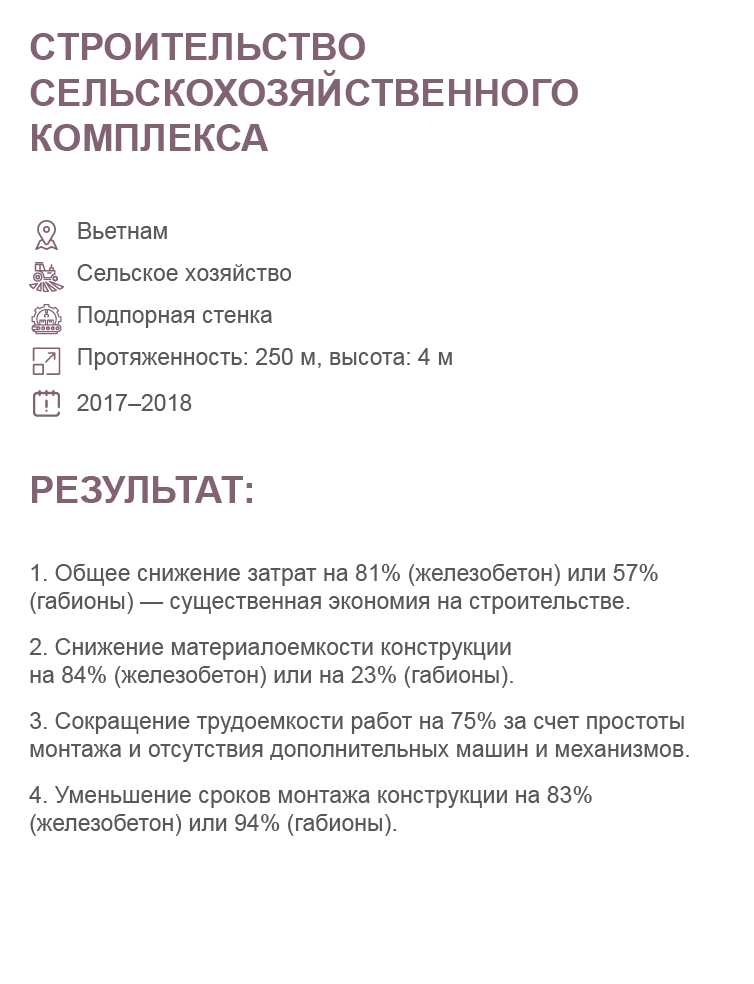 СТРОИТЕЛЬСТВО
СЕЛЬСКОХОЗЯЙСТВЕННОГО
КОМПЛЕКСА
Вьетнам
Сельское хозяйство
Подпорная стенка
Протяженность: 250 м, высота: 4 м
2017–2018
РЕЗУЛЬТАТ:
1. Общее снижение затрат на 81% (железобетон) или 57%
(габионы) — существенная экономия на строительстве.
2. Снижение материалоемкости конструкции
на 84% (железобетон) или на 23% (габионы).
3. Сокращение трудоемкости работ на 75% за счет простоты
монтажа и отсутствия дополнительных машин и механизмов.
4. Уменьшение сроков монтажа конструкции на 83%
(железобетон) или 94% (габионы).